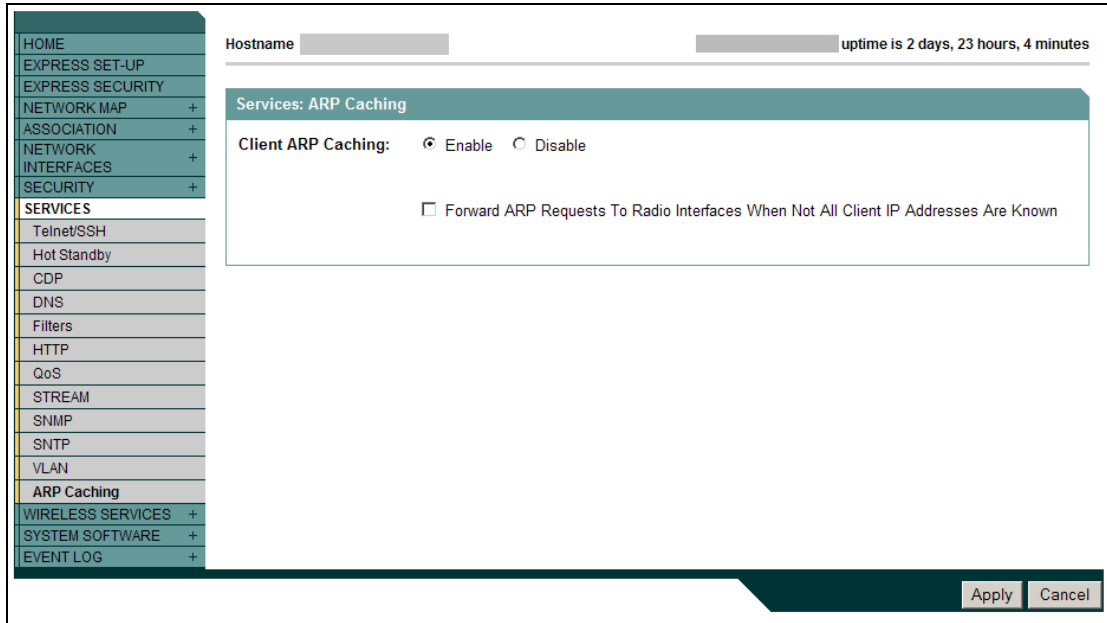 HOME
EXPRESS SET-UP
EXPRESS SECURITY
NETWORK MAP +
ASSOCIATION +
NETWORK
INTERFACES +
SECURITY +
SERVICES
Telnet/SSH
Hot Standby
CDP
DNS
Filters
HTTP
QoS
STREAM
SNMP
SNTP
VLAN
ARP Caching
WIRELESS SERVICES +
SYSTEM SOFTWARE +
EVENT LOG +
Hostname
uptime is 2 days, 23 hours, 4 minutes
Services: ARP Caching
Client ARP Caching: Enable Disable
Forward ARP Requests To Radio Interfaces When Not All Client IP Addresses Are Known
Apply Cancel